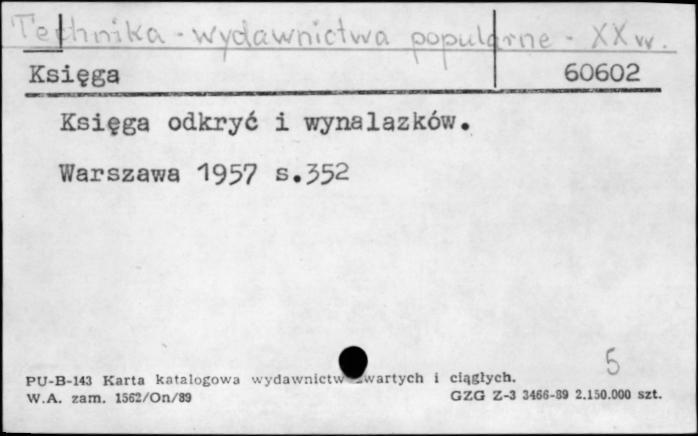 Technika - wydawnictwa popularne - XX w.
Księga 60602
Księga odkryć i wynalazków.
Warszawa 1957 s.352
5
PU-B-143 Karta katalogowa wydawnictw zwartych i ciągłych.
W.A. zam. 1562/On/89 GZG Z-3 3466-89 2.150.000 szt.